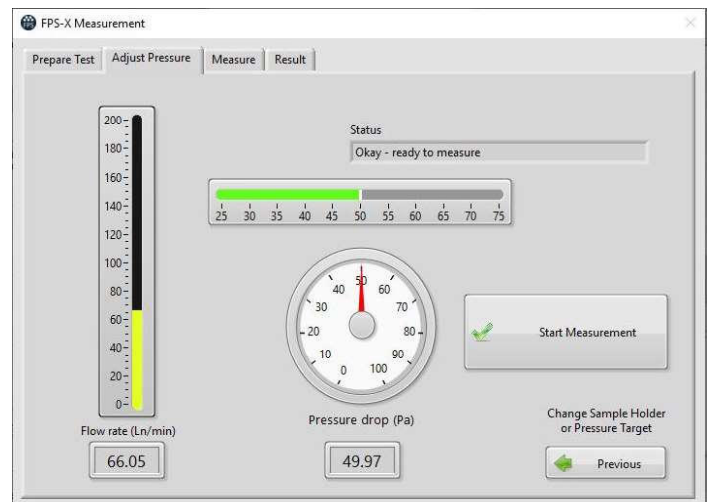 FPS FPS-X Measurement
Prepare Test Adjust Pressure Measure Result
Status
Okay - ready to measure
200
180
160
140
120
100
80
60
40
20
0
25 30 35 40 45 50 55 60 65 70 75
0 10 20 30 40 50 60 70 80 90 100
Start Measurement
Flow rate (Ln/min)
66.05
Pressure drop (Pa)
49.97
Change Sample Holder
or Pressure Target
Previous